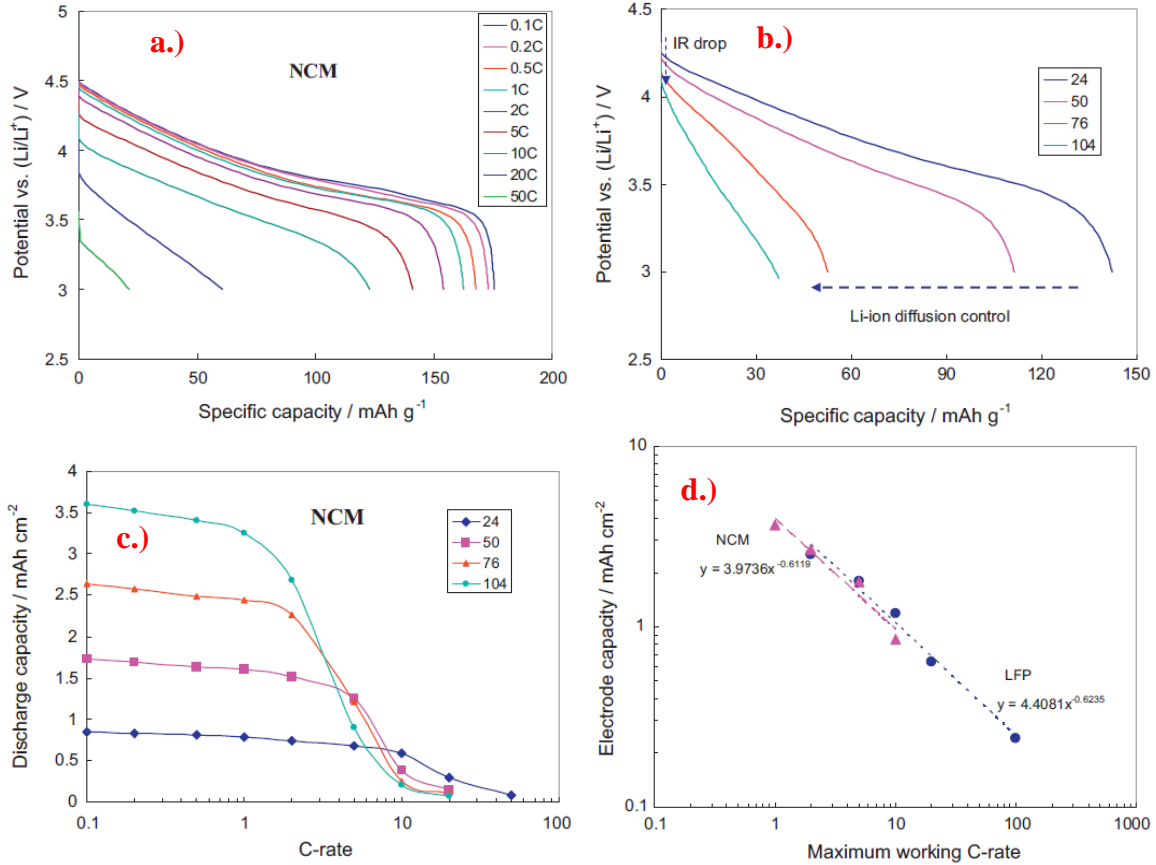 a.)
NCM
0.1C
0.2C
0.5C
1C
2C
5C
10C
20C
50C
5
4.5
4
3.5
3
2.5
0
50
100
150
200
Potential vs. (Li/Li⁺) / V
Specific capacity / mAh g⁻¹
b.)
IR drop
24
50
76
104
4.5
4
3.5
3
2.5
0
30
60
90
120
150
Li-ion diffusion control
Potential vs. (Li/Li⁺) / V
Specific capacity / mAh g⁻¹
c.)
NCM
24
50
76
104
4
3.5
3
2.5
2
1.5
1
0.5
0
0.1
1
10
100
Discharge capacity / mAh cm⁻²
C-rate
d.)
NCM
y = 3.9736x⁻⁰·⁶¹¹⁹
LFP
y = 4.4081x⁻⁰·⁶²³⁵
10
1
0.1
0.1
1
10
100
1000
Electrode capacity / mAh cm⁻²
Maximum working C-rate